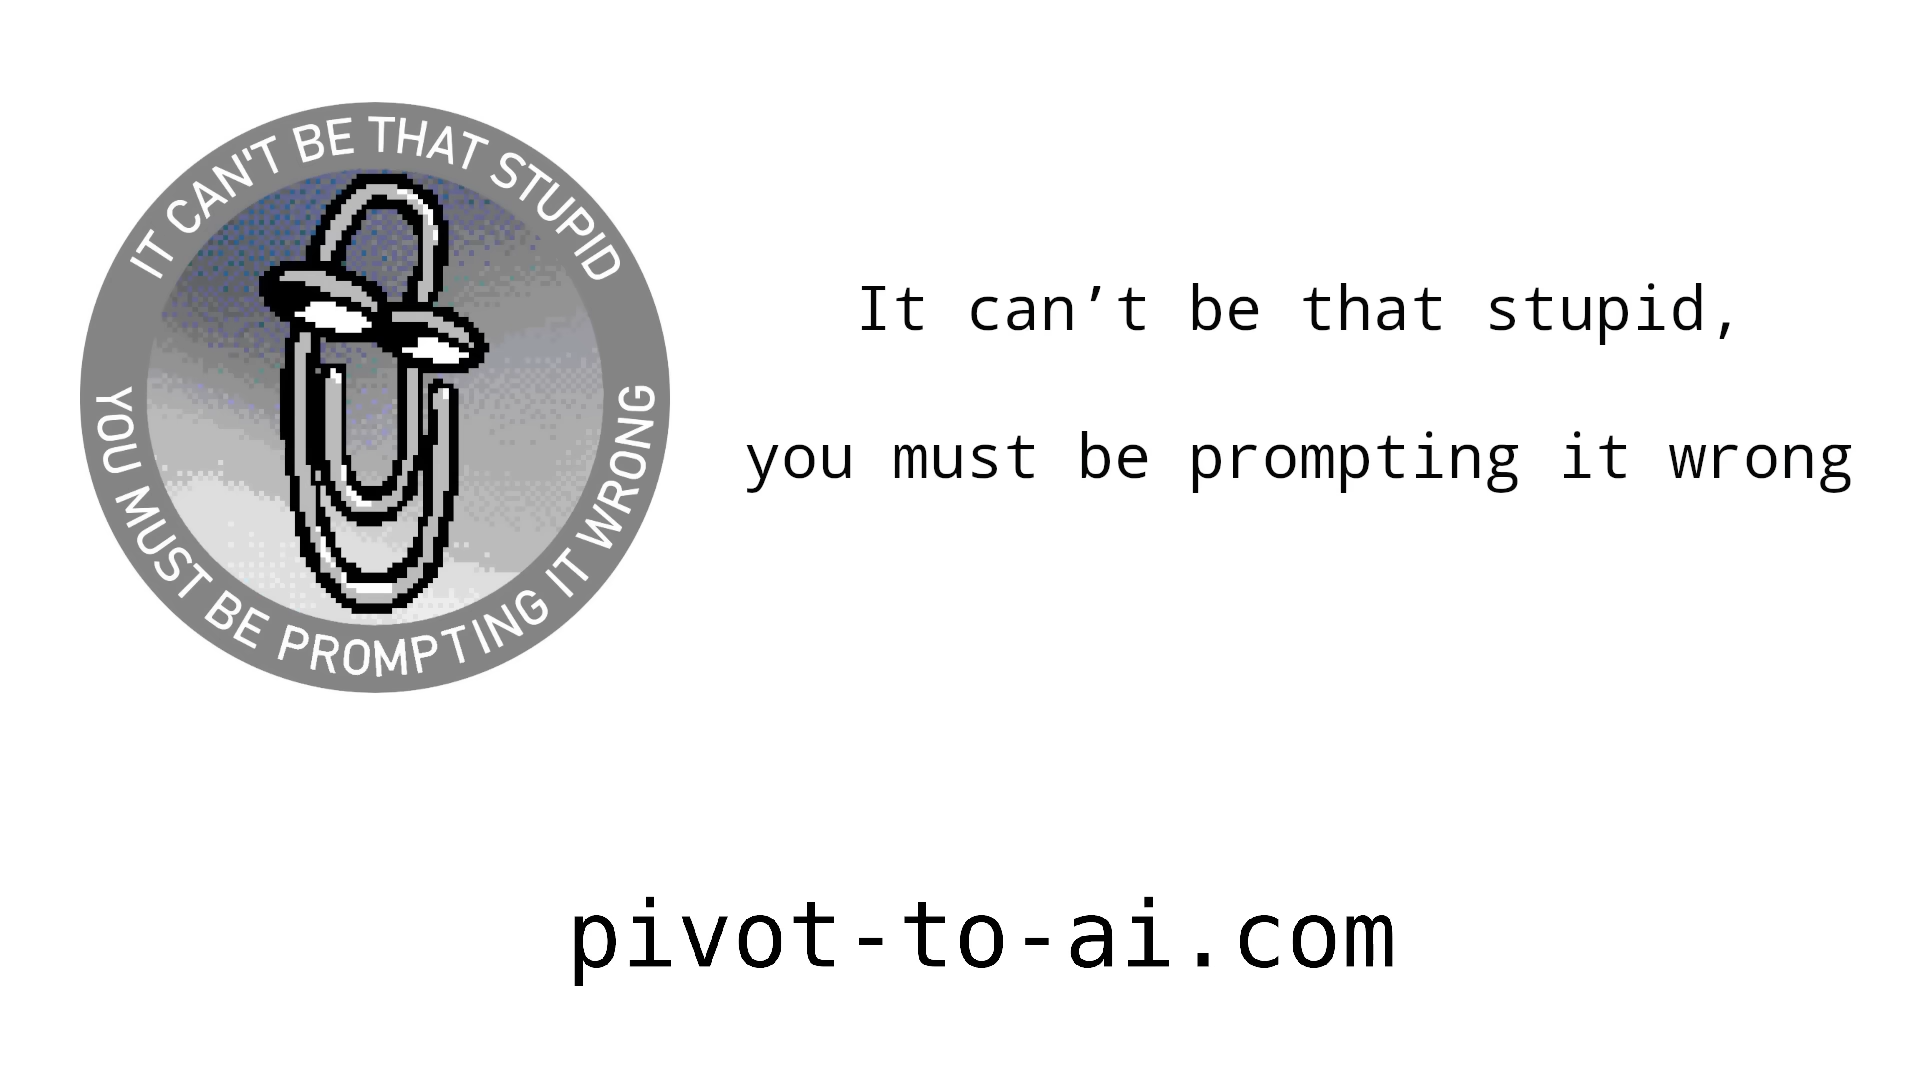 IT CAN'T BE THAT STUPID
YOU MUST BE PROMPTING IT WRONG
It can’t be that stupid,
you must be prompting it wrong
pivot-to-ai.com